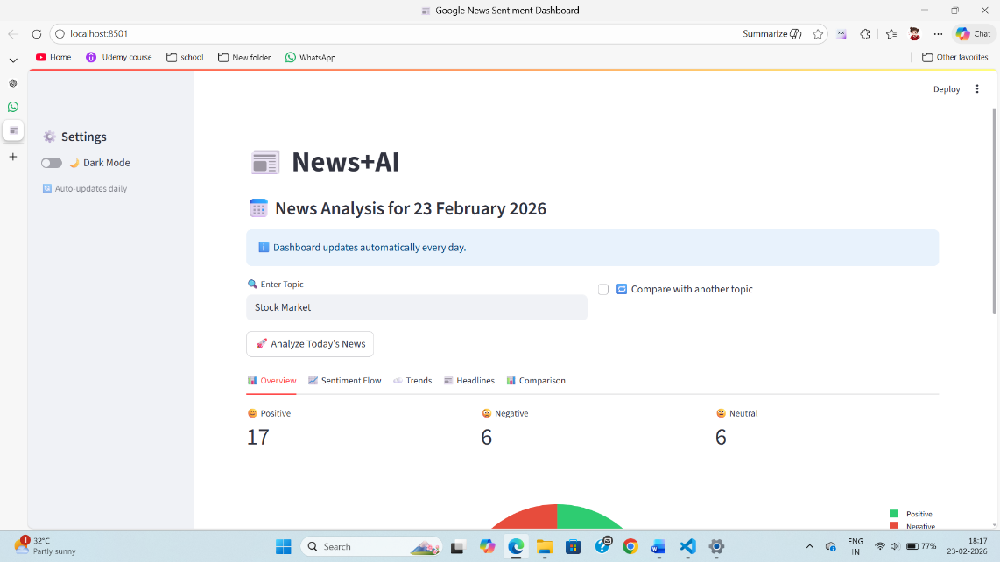 Google News Sentiment Dashboard
localhost:8501
Summarize
Chat
Home
Udemy course
school
New folder
WhatsApp
Other favorites
Deploy
Settings
Dark Mode
Auto-updates daily
News+AI
News Analysis for 23 February 2026
Dashboard updates automatically every day.
Enter Topic
Compare with another topic
Stock Market
Analyze Today's News
Overview
Sentiment Flow
Trends
Headlines
Comparison
Positive
Negative
Neutral
17
6
6
Positive
Negative
1
32°C
Partly sunny
Search
ENG
IN
77%
18:17
23-02-2026